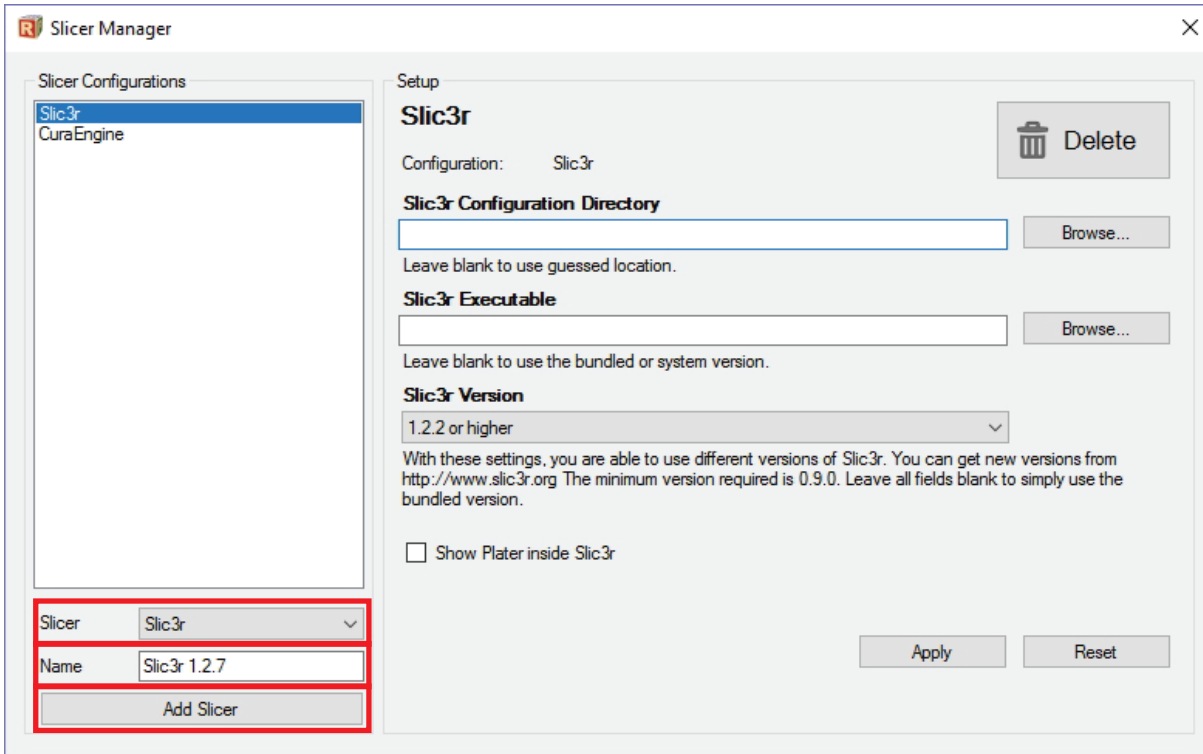 Slicer Manager
Slicer Configurations
Slic3r
CuraEngine
Slicer
Slic3r
Name
Slic3r 1.2.7
Add Slicer
Setup
Slic3r
Delete
Configuration: Slic3r
Slic3r Configuration Directory
Browse...
Leave blank to use guessed location.
Slic3r Executable
Browse...
Leave blank to use the bundled or system version.
Slic3r Version
1.2.2 or higher
With these settings, you are able to use different versions of Slic3r. You can get new versions from
http://www.slic3r.org The minimum version required is 0.9.0. Leave all fields blank to simply use the
bundled version.
Show Plater inside Slic3r
Apply
Reset